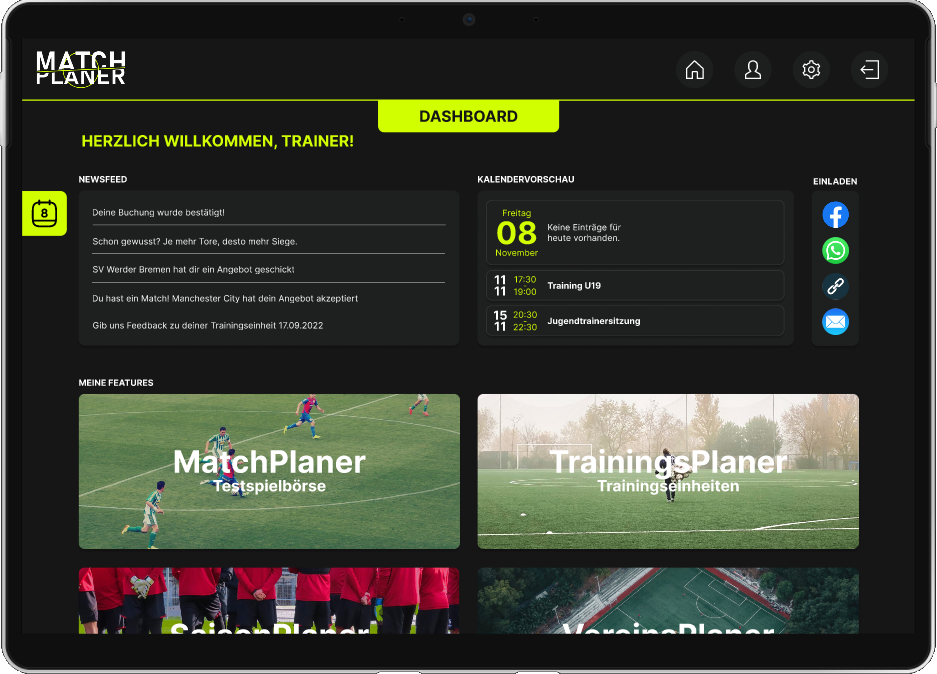 MATCH
PLANER
DASHBOARD
HERZLICH WILLKOMMEN, TRAINER!
NEWSFEED
Deine Buchung wurde bestätigt!
Schon gewusst? Je mehr Tore, desto mehr Siege.
SV Werder Bremen hat dir ein Angebot geschickt
Du hast ein Match! Manchester City hat dein Angebot akzeptiert
Gib uns Feedback zu deiner Trainingseinheit 17.09.2022
8
KALENDERVORSCHAU
Freitag
08
November
Keine Einträge für
heute vorhanden.
11 17:30
-
11 19:00
Training U19
15 20:30
-
11 22:30
Jugendtrainersitzung
EINLADEN
MEINE FEATURES
MatchPlaner
Testspielbörse
TrainingsPlaner
Trainingseinheiten
SaisonPlaner
VereinsPlaner